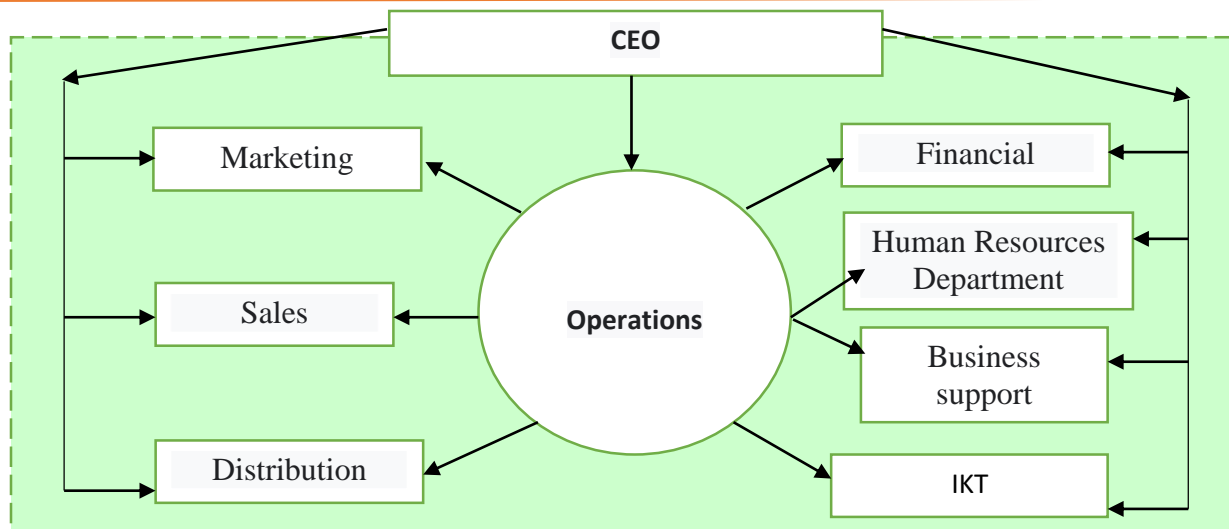 CEO
Marketing
Financial
Human Resources
Department
Sales
Operations
Business
support
Distribution
IKT